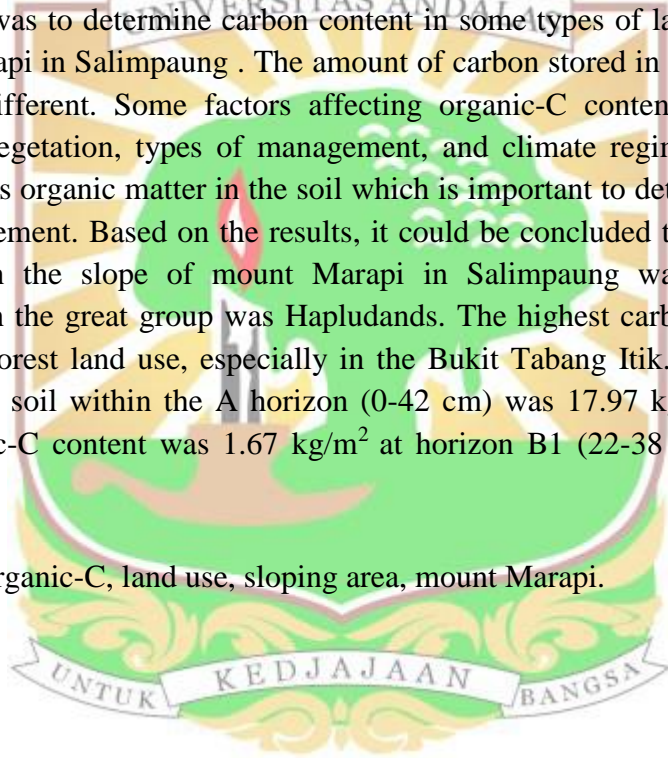 UNIVERSITAS ANDALAS
was to determine carbon content in some types of la
api in Salimpaung . The amount of carbon stored in
ifferent. Some factors affecting organic-C conten
egetation, types of management, and climate regin
s organic matter in the soil which is important to det
ement. Based on the results, it could be concluded t
n the slope of mount Marapi in Salimpaung wa
n the great group was Hapludands. The highest carb
orest land use, especially in the Bukit Tabang Itik.
soil within the A horizon (0-42 cm) was 17.97 k
c-C content was 1.67 kg/m² at horizon B1 (22-38
rganic-C, land use, sloping area, mount Marapi.
UNTUK KEDJAJAAN BANGSA